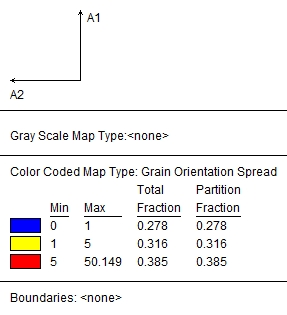 A1
A2
Gray Scale Map Type:<none>
Color Coded Map Type: Grain Orientation Spread
Total Partition
Min Max Fraction Fraction
0 1 0.278 0.278
1 5 0.316 0.316
5 50.149 0.385 0.385
Boundaries: <none>